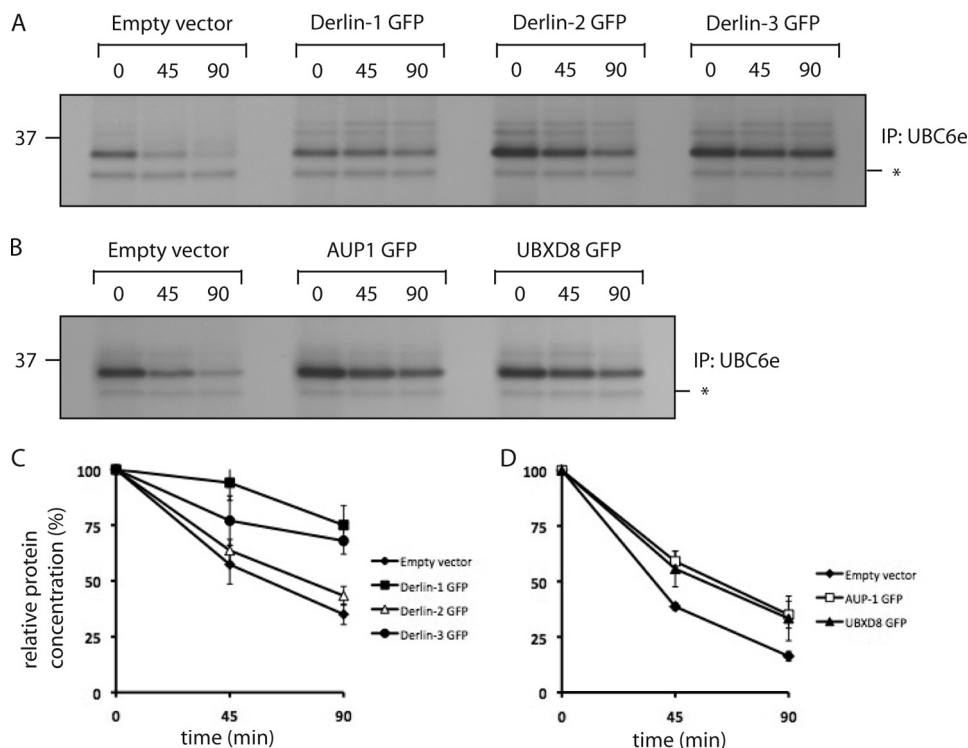 A
Empty vector Derlin-1 GFP Derlin-2 GFP Derlin-3 GFP
0 45 90 0 45 90 0 45 90 0 45 90
37
IP: UBC6e
*
B
Empty vector AUP1 GFP UBXD8 GFP
0 45 90 0 45 90 0 45 90
37
IP: UBC6e
*
C
relative protein
concentration (%)
100
75
50
25
0
0 45 90
time (min)
Empty vector
Derlin-1 GFP
Derlin-2 GFP
Derlin-3 GFP
D
100
75
50
25
0
0 45 90
time (min)
Empty vector
AUP-1 GFP
UBXD8 GFP